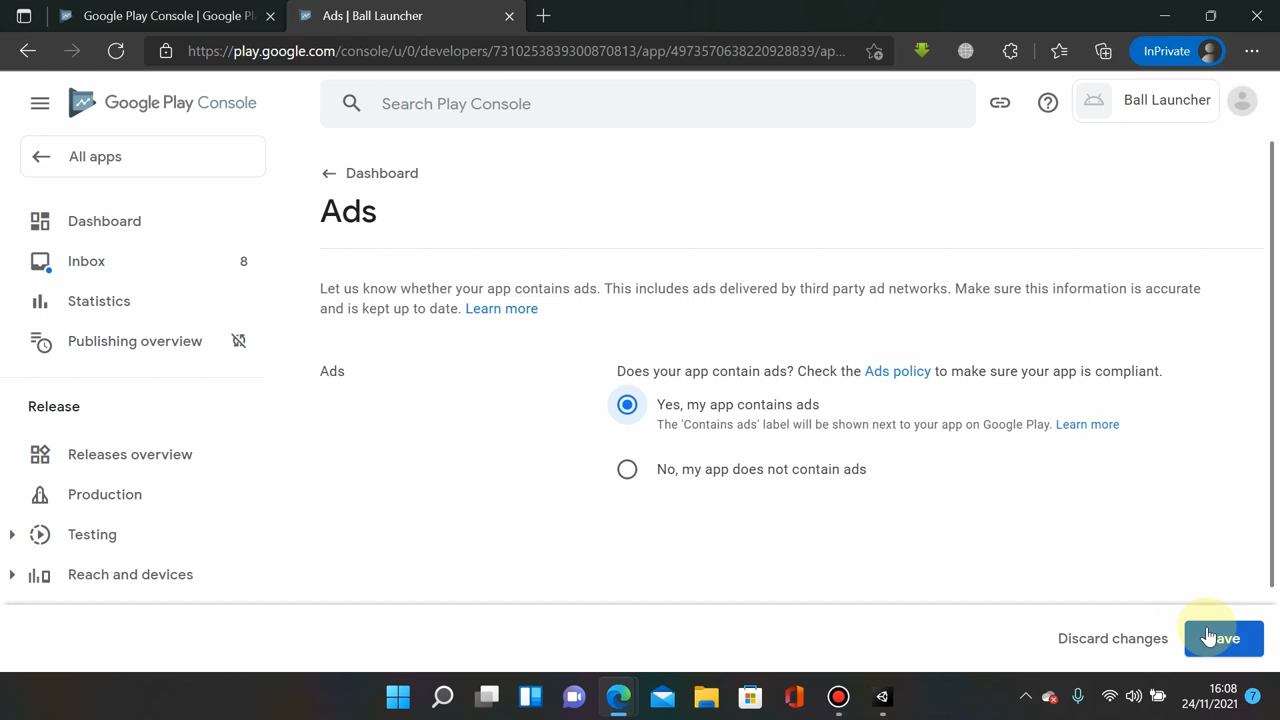 Google Play Console | Google P
Ads | Ball Launcher
https://play.google.com/console/u/0/developers/7310253839300870813/app/4973570638220928839/ap...
InPrivate
Google Play Console
Search Play Console
Ball Launcher
All apps
Dashboard
Dashboard
Ads
Inbox
8
Statistics
Publishing overview
Let us know whether your app contains ads. This includes ads delivered by third party ad networks. Make sure this information is accurate
and is kept up to date. Learn more
Ads
Does your app contain ads? Check the Ads policy to make sure your app is compliant.
Yes, my app contains ads
The 'Contains ads' label will be shown next to your app on Google Play. Learn more
No, my app does not contain ads
Release
Releases overview
Production
Testing
Reach and devices
Discard changes
Save
16:08
24/11/2021
7